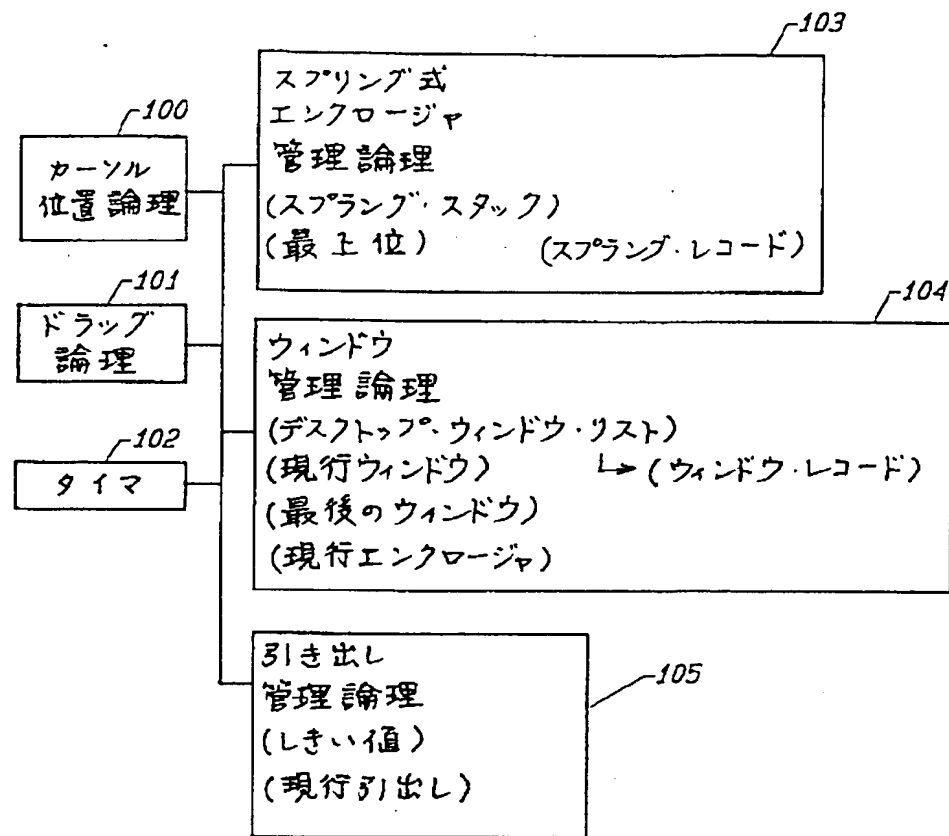 103
スプリング式
エンクロージャ
管理論理
(スプラング・スタック)
(最上位) (スプラング・レコード)
100
カーソル
位置論理
101
ドラッグ
論理
102
タイマ
104
ウィンドウ
管理論理
(デスクトップ・ウィンドウ・リスト)
(現行ウィンドウ) (ウィンドウ・レコード)
(最後のウィンドウ)
(現行エンクロージャ)
105
引き出し
管理論理
(しきい値)
(現行引出し)